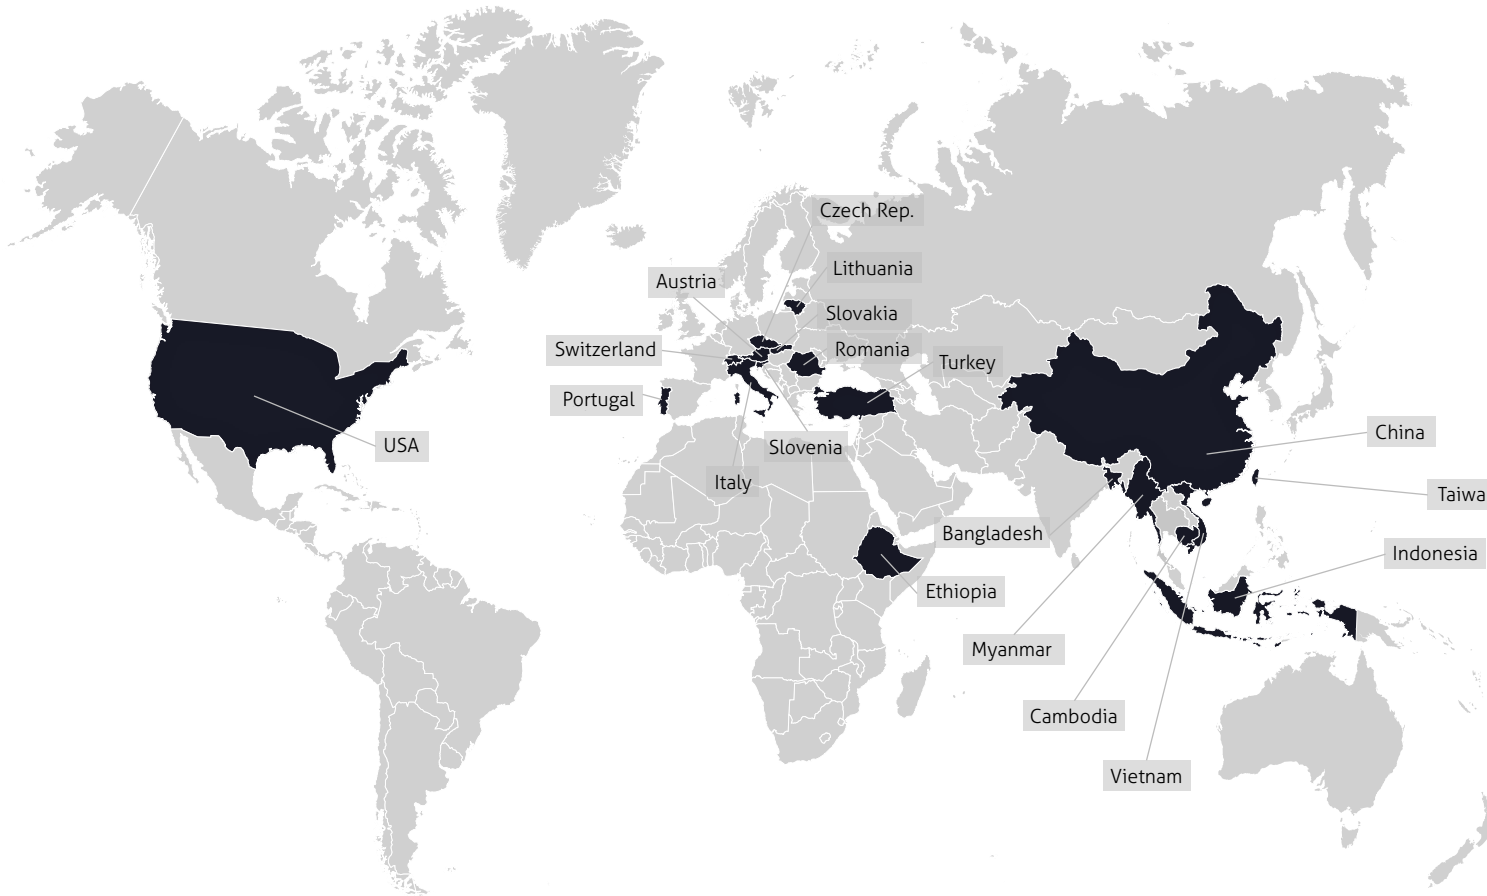 Czech Rep.
Lithuania
Austria
Slovakia
Switzerland
Romania
Turkey
Portugal
China
USA
Slovenia
Italy
Taiwa
Bangladesh
Indonesia
Ethiopia
Myanmar
Cambodia
Vietnam